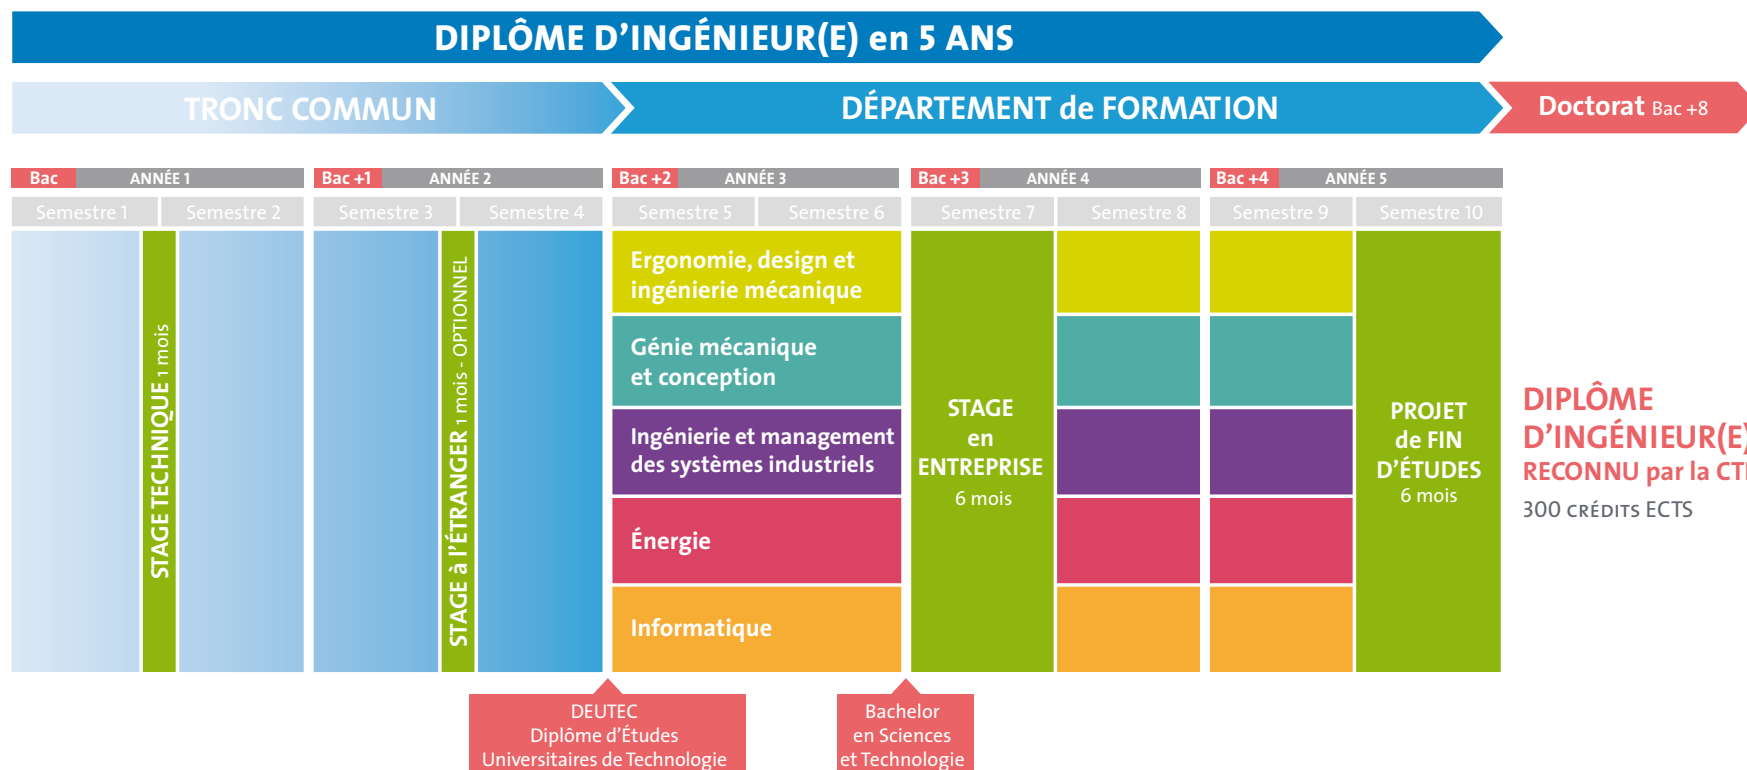 DIPLÔME D'INGÉNIEUR(E) en 5 ANS
TRONC COMMUN
DÉPARTEMENT de FORMATION
Doctorat Bac +8
Bac ANNÉE 1
Bac +1 ANNÉE 2
Bac +2 ANNÉE 3
Bac +3 ANNÉE 4
Bac +4 ANNÉE 5
Semestre 1
Semestre 2
Semestre 3
Semestre 4
Semestre 5
Semestre 6
Semestre 7
Semestre 8
Semestre 9
Semestre 10
STAGE TECHNIQUE 1 mois
STAGE à l'ÉTRANGER 1 mois - OPTIONNEL
Ergonomie, design et
ingénierie mécanique
Génie mécanique
et conception
Ingénierie et management
des systèmes industriels
Énergie
Informatique
STAGE
en
ENTREPRISE
6 mois
PROJET
de FIN
D'ÉTUDES
6 mois
DIPLÔME
D'INGÉNIEUR(E)
RECONNU par la
300 CRÉDITS ECTS
DEUTEC
Diplôme d'Études
Universitaires de Technologie
Bachelor
en Sciences
et Technologie